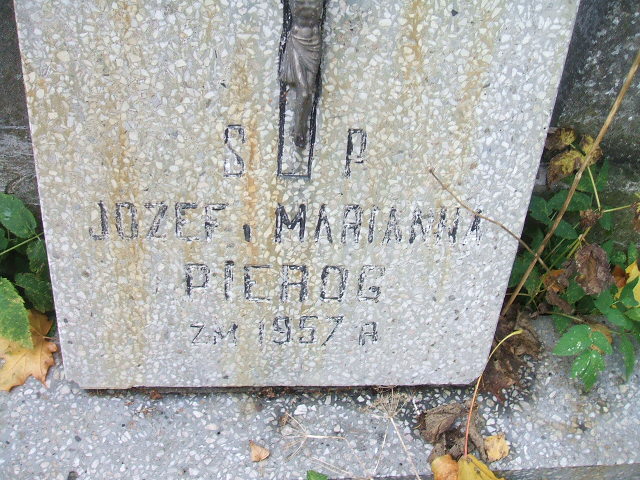 S P
JOZEF i MARIANNA
PIEROG
ZM 1957 R